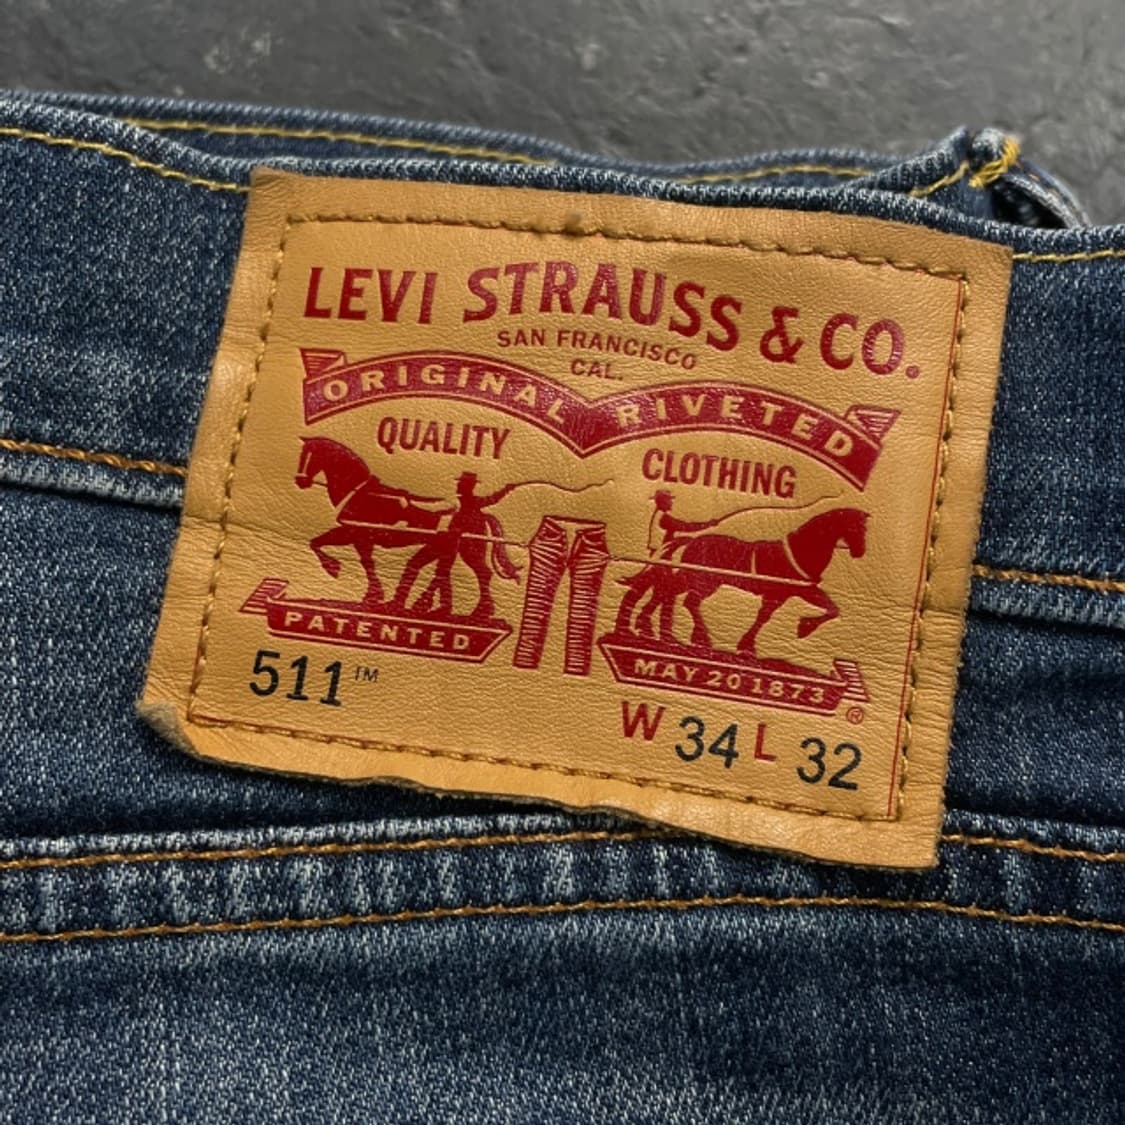 LEVI STRAUSS & CO.
SAN FRANCISCO
CAL.
ORIGINAL RIVETED
QUALITY CLOTHING
PATENTED
MAY 20 1873
511™
®
W 34 L 32